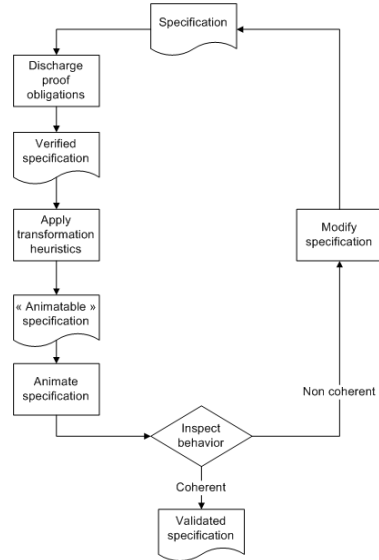 Specification
Discharge
proof
obligations
Verified
specification
Apply
transformation
heuristics
Modify
specification
« Animatable »
specification
Animate
specification
Non coherent
Inspect
behavior
Coherent
Validated
specification